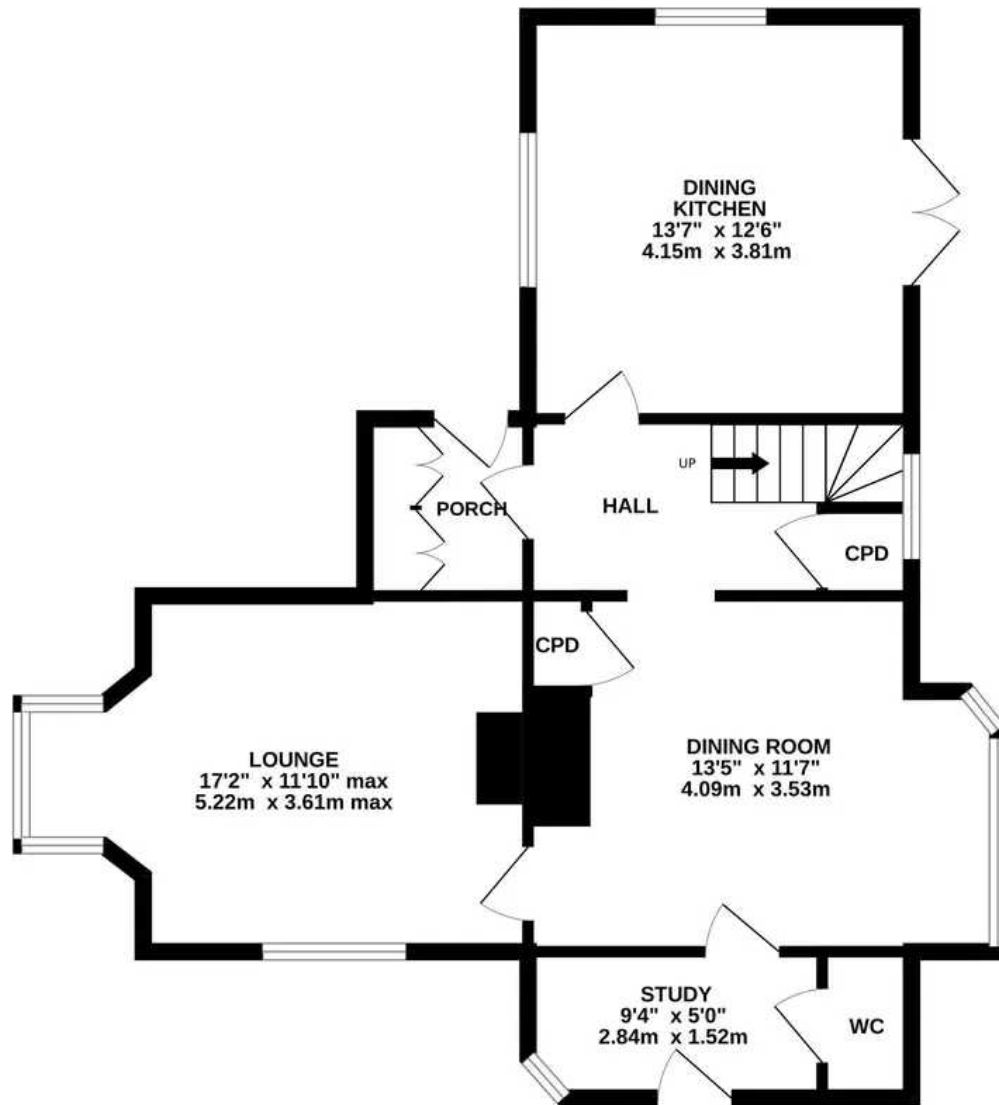 DINING
KITCHEN
13'7" x 12'6"
4.15m x 3.81m
UP
PORCH
HALL
CPD
CPD
LOUNGE
17'2" x 11'10" max
5.22m x 3.61m max
DINING ROOM
13'5" x 11'7"
4.09m x 3.53m
STUDY
9'4" x 5'0"
2.84m x 1.52m
WC